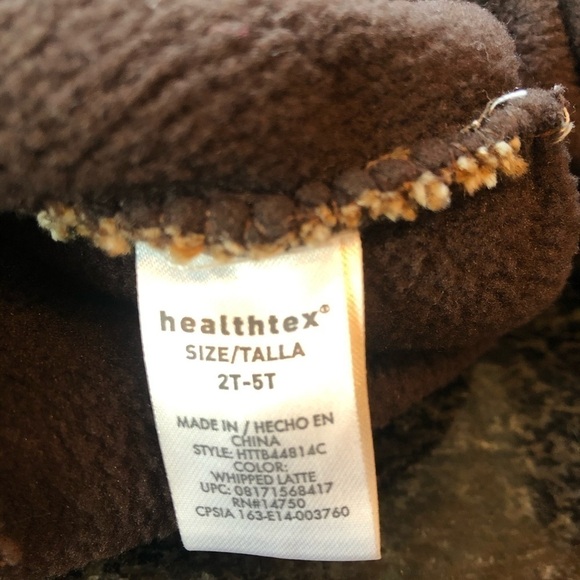 healthtex®
SIZE/TALLA
2T-5T
MADE IN / HECHO EN
CHINA
STYLE: HTTB44814C
COLOR:
WHIPPED LATTE
UPC: 08171568417
RN#14750
CPSIA 163-E14-003760